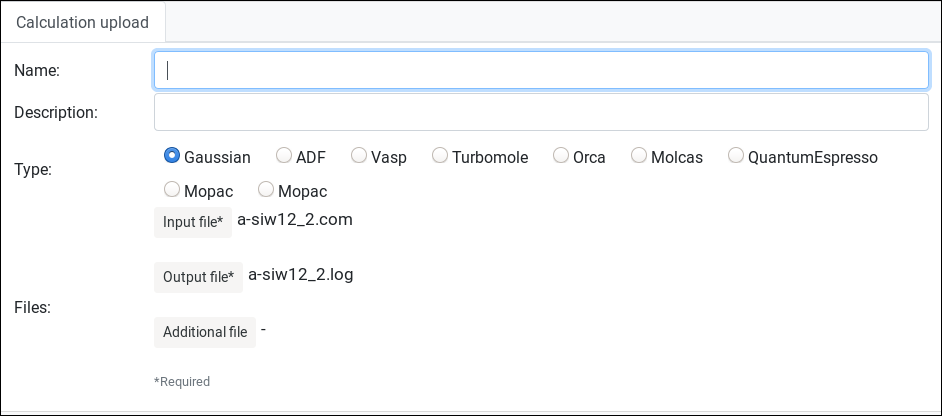 Calculation upload
Name:
Description:
Type:
Gaussian ADF Vasp Turbomole Orca Molcas QuantumEspresso
Mopac Mopac
Files:
Input file* a-siw12_2.com
Output file* a-siw12_2.log
Additional file -
*Required